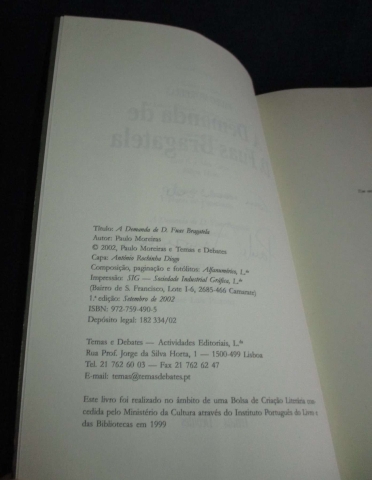 Título: A Demanda de D. Fuas Bragatela
Autor: Paulo Moreiras
© 2002, Paulo Moreiras e Temas e Debates
Capa: António Rochinha Diogo
Composição, paginação e fotólitos: Alfanumérico, L.da
Impressão: SIG — Sociedade Industrial Gráfica, L.da
(Bairro de S. Francisco, Lote 1-6, 2685-466 Camarate)
1.ª edição: Setembro de 2002
ISBN: 972-759-490-5
Depósito legal: 182 334/02
Temas e Debates — Actividades Editoriais, L.da
Rua Prof. Jorge da Silva Horta, 1 — 1500-499 Lisboa
Tel. 21 762 60 03 — Fax 21 762 62 47
E-mail: temas@temasdebates.pt
Este livro foi realizado no âmbito de uma Bolsa de Criação Literária con-
cedida pelo Ministério da Cultura através do Instituto Português do Livro e
das Bibliotecas em 1999